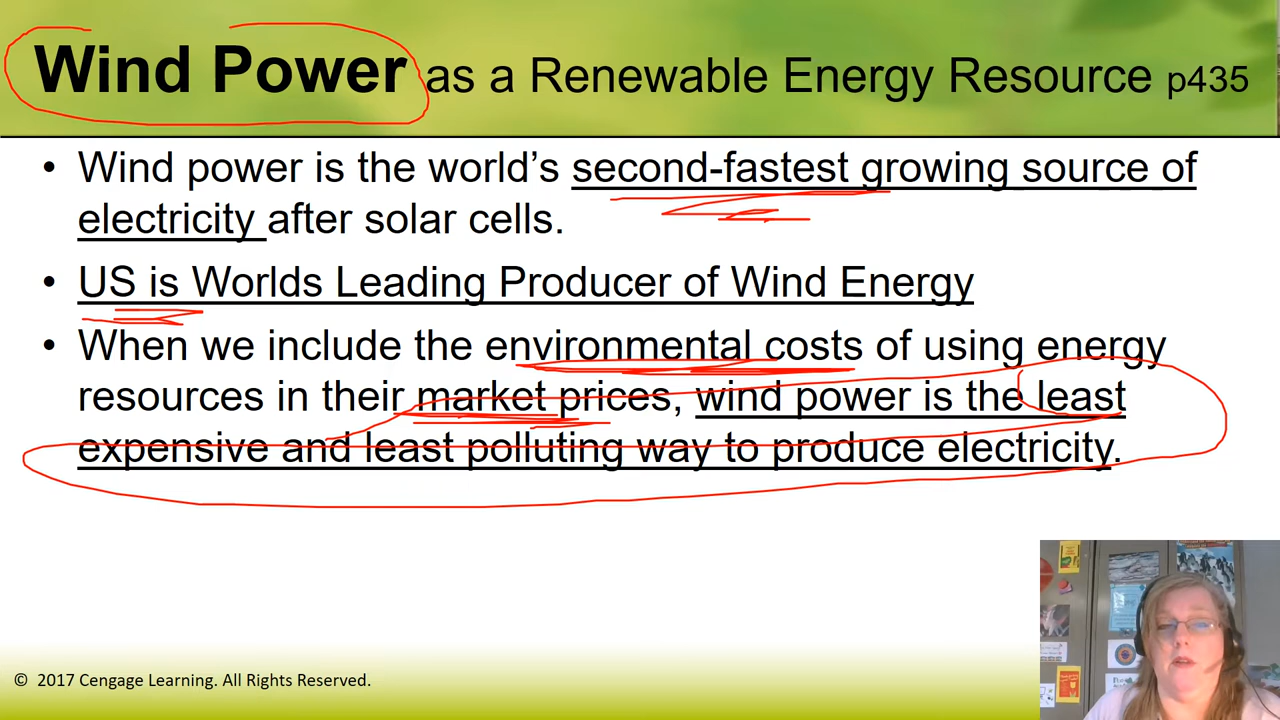 Wind Power as a Renewable Energy Resource p435
• Wind power is the world’s second-fastest growing source of
electricity after solar cells.
• US is Worlds Leading Producer of Wind Energy
• When we include the environmental costs of using energy
resources in their market prices, wind power is the least
expensive and least polluting way to produce electricity.
© 2017 Cengage Learning. All Rights Reserved.